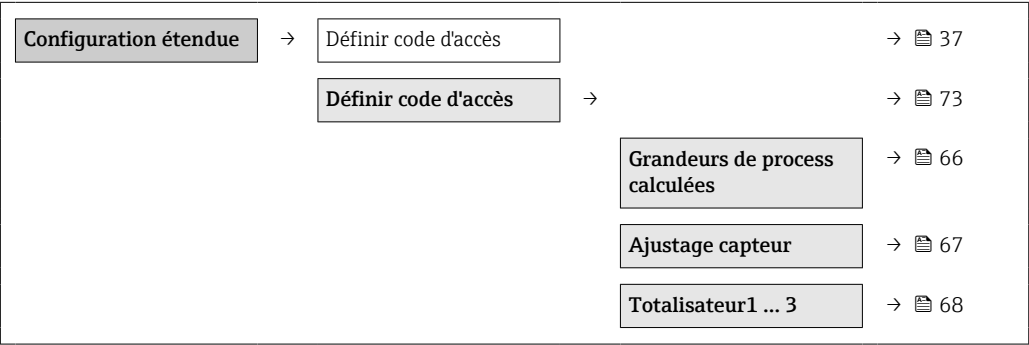 Configuration étendue → Définir code d'accès → 37
Définir code d'accès → → 73
Grandeurs de process → 66
calculées
Ajustage capteur → 67
Totalisateur1 ... 3 → 68